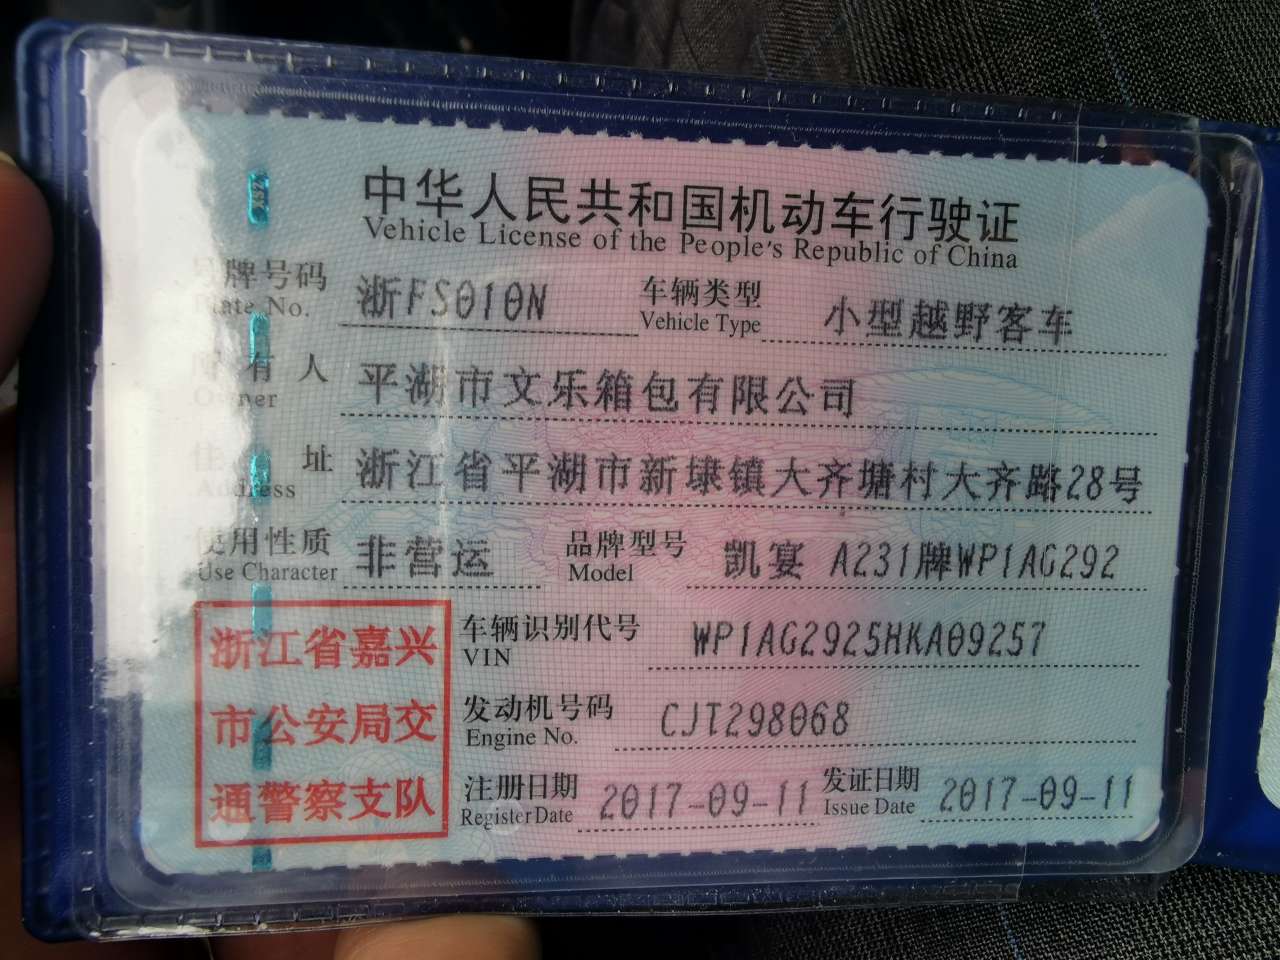 中华人民共和国机动车行驶证
Vehicle License of the People's Republic of China
号牌号码 浙FS010N 车辆类型 小型越野客车
Plate No. Vehicle Type
所有人 平湖市文乐箱包有限公司
Owner
住址 浙江省平湖市新埭镇大齐塘村大齐路28号
Address
使用性质 非营运 品牌型号 凯宴 A231牌WP1AG292
Use Character Model
浙江省嘉兴
市公安局交
通警察支队
车辆识别代号 WP1AG2925HKA09257
VIN
发动机号码 CJT298068
Engine No.
注册日期 2017-09-11 发证日期 2017-09-11
Register Date Issue Date